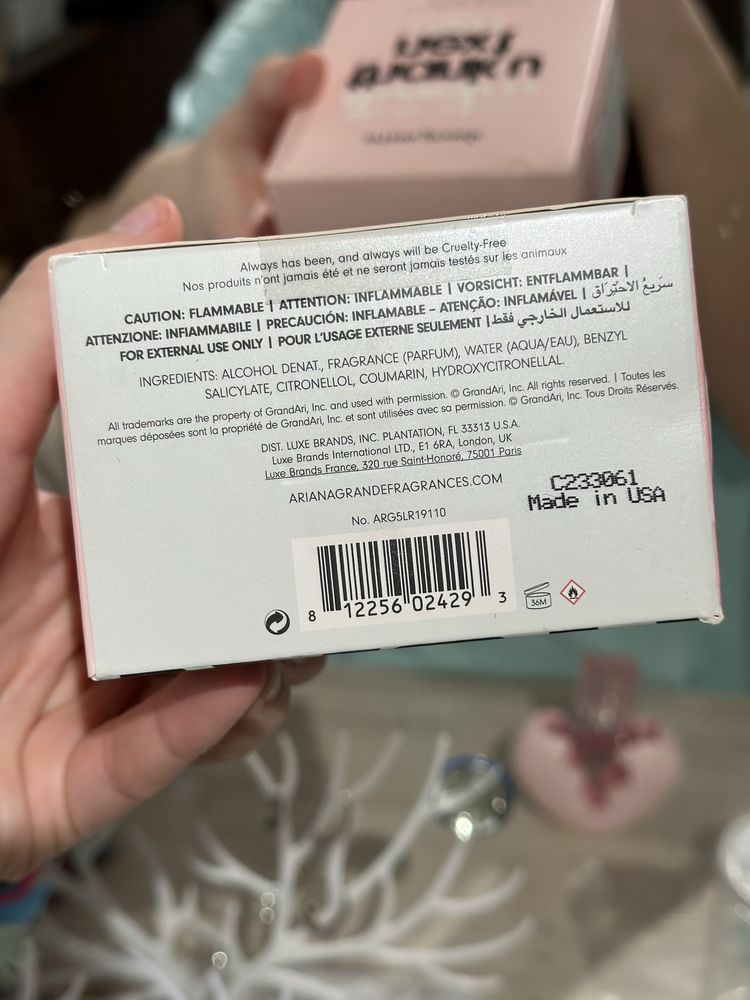 Always has been, and always will be Cruelty-Free
Nos produits n'ont jamais été et ne seront jamais testés sur les animaux
CAUTION: FLAMMABLE | ATTENTION: INFLAMMABLE | VORSICHT: ENTFLAMMBAR |
ATTENZIONE: INFIAMMABILE | PRECAUCIÓN: INFLAMABLE – ATENÇÃO: INFLAMÁVEL | سَرِيعُ الاحتِرَاق
FOR EXTERNAL USE ONLY | POUR L'USAGE EXTERNE SEULEMENT | للاستعمال الخارجي فقط
INGREDIENTS: ALCOHOL DENAT., FRAGRANCE (PARFUM), WATER (AQUA/EAU), BENZYL
SALICYLATE, CITRONELLOL, COUMARIN, HYDROXYCITRONELLAL.
All trademarks are the property of GrandAri, Inc. and used with permission. © GrandAri, Inc. All rights reserved. | Toutes les
marques déposées sont la propriété de GrandAri, Inc. et sont utilisées avec sa permission. © GrandAri, Inc. Tous Droits Réservés.
DIST. LUXE BRANDS, INC. PLANTATION, FL 33313 U.S.A.
Luxe Brands International LTD., E1 6RA, London, UK
Luxe Brands France, 320 rue Saint-Honoré, 75001 Paris
ARIANAGRANDEFRAGRANCES.COM
C233061
Made in USA
No. ARG5LR19110
8 12256 02429 3
36M